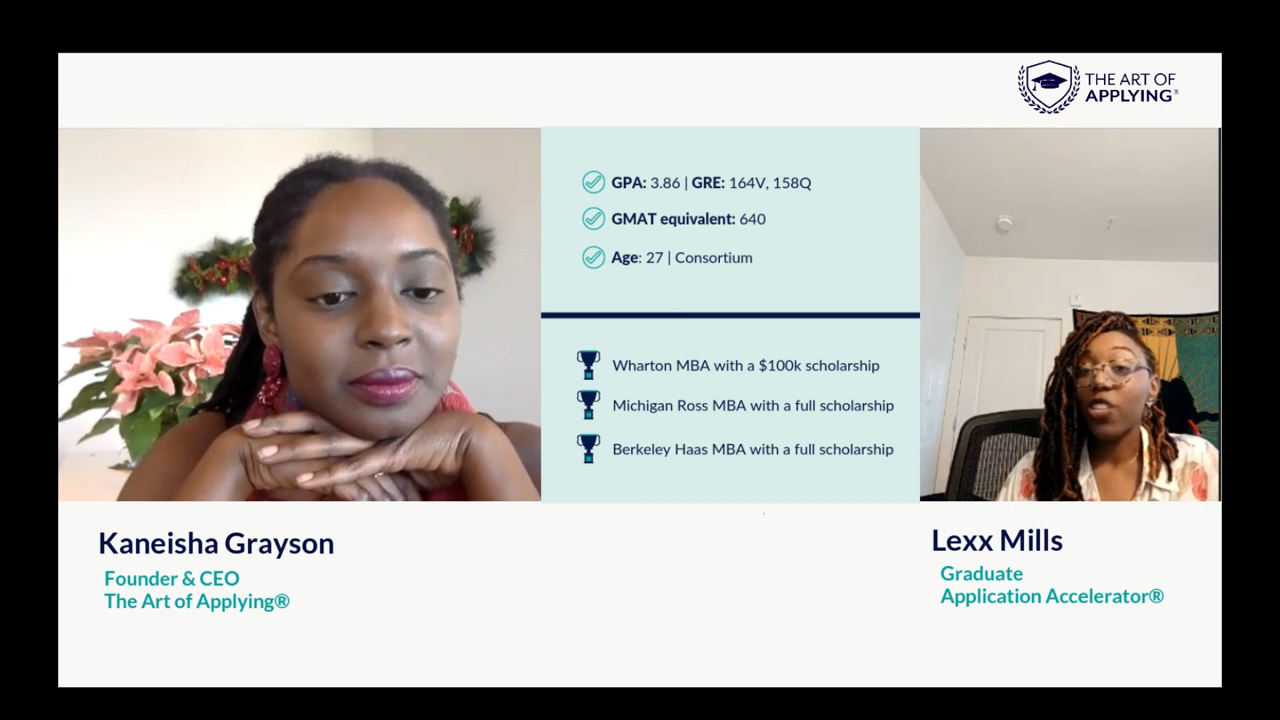 THE ART OF
APPLYING®
GPA: 3.86 | GRE: 164V, 158Q
GMAT equivalent: 640
Age: 27 | Consortium
Wharton MBA with a $100k scholarship
Michigan Ross MBA with a full scholarship
Berkeley Haas MBA with a full scholarship
Kaneisha Grayson
Founder & CEO
The Art of Applying®
Lexx Mills
Graduate
Application Accelerator®